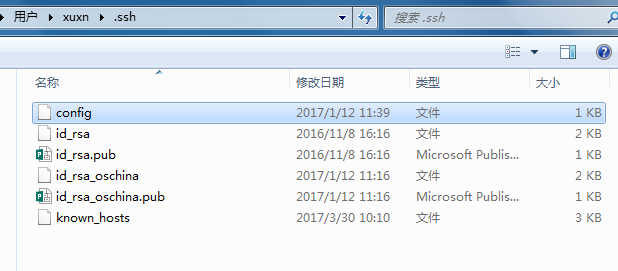 用户 xuxn .ssh 搜索 .ssh
名称 修改日期 类型 大小
config 2017/1/12 11:39 文件 1 KB
id_rsa 2016/11/8 16:16 文件 2 KB
id_rsa.pub 2016/11/8 16:16 Microsoft Publis... 1 KB
id_rsa_oschina 2017/1/12 11:16 文件 2 KB
id_rsa_oschina.pub 2017/1/12 11:16 Microsoft Publis... 1 KB
known_hosts 2017/3/30 10:10 文件 3 KB